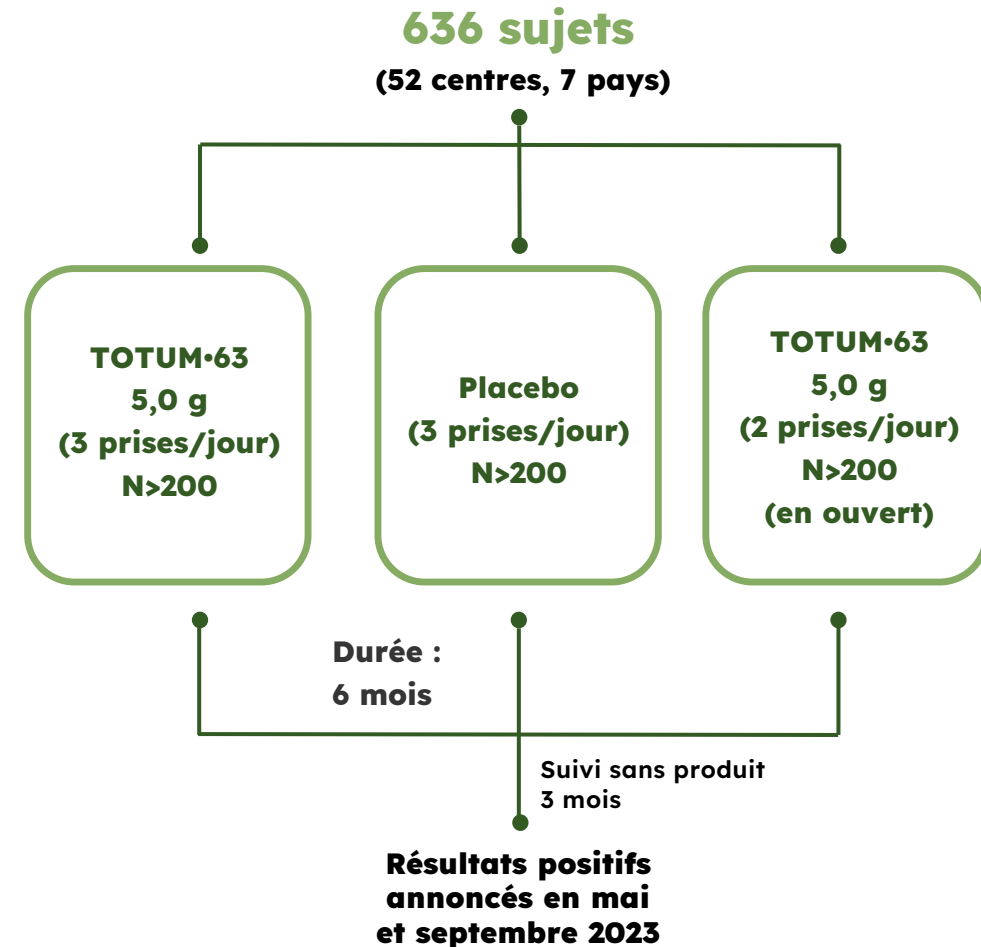 636 sujets
(52 centres, 7 pays)
TOTUM•63
5,0 g
(3 prises/jour)
N>200
Placebo
(3 prises/jour)
N>200
TOTUM•63
5,0 g
(2 prises/jour)
N>200
(en ouvert)
Durée :
6 mois
Suivi sans produit
3 mois
Résultats positifs
annoncés en mai
et septembre 2023